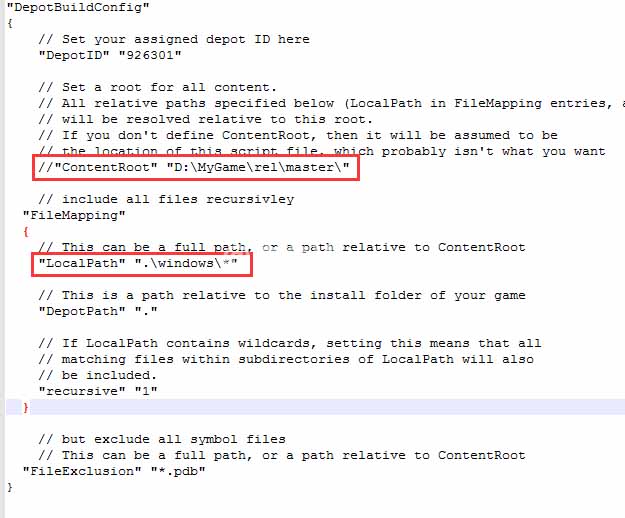 "DepotBuildConfig"
{
// Set your assigned depot ID here
"DepotID" "926301"
// Set a root for all content.
// All relative paths specified below (LocalPath in FileMapping entries, a
// will be resolved relative to this root.
// If you don't define ContentRoot, then it will be assumed to be
// the location of this script file, which probably isn't what you want
//"ContentRoot" "D:\MyGame\rel\master\"
// include all files recursivley
"FileMapping"
{
// This can be a full path, or a path relative to ContentRoot
"LocalPath" ".\windows\*"
// This is a path relative to the install folder of your game
"DepotPath" "."
// If LocalPath contains wildcards, setting this means that all
// matching files within subdirectories of LocalPath will also
// be included.
"recursive" "1"
}
// but exclude all symbol files
// This can be a full path, or a path relative to ContentRoot
"FileExclusion" "*.pdb"
}